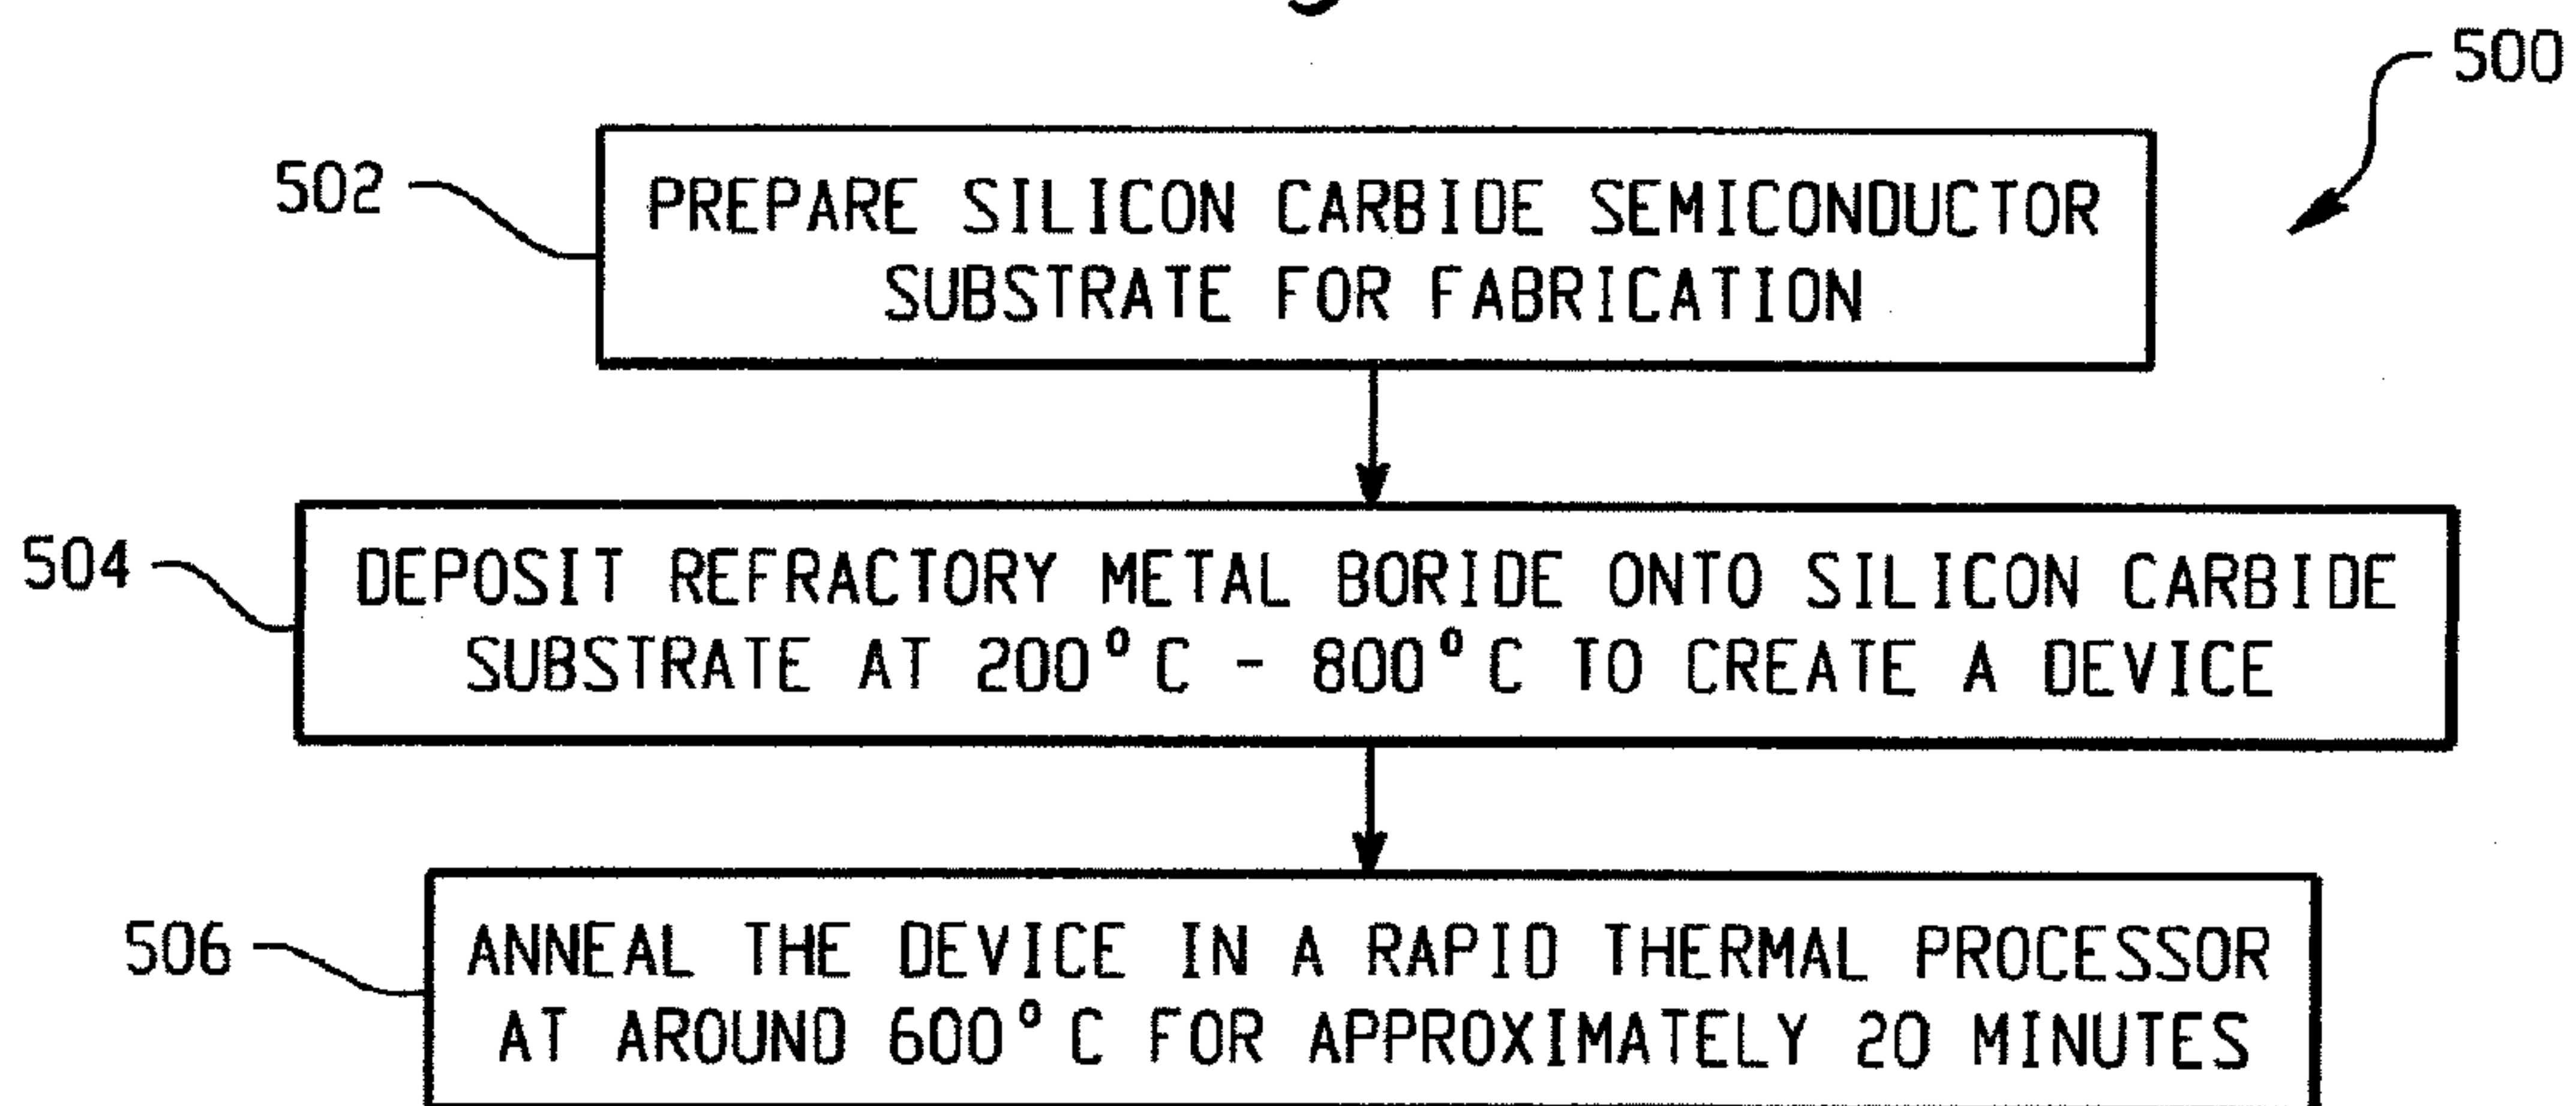 500
502
PREPARE SILICON CARBIDE SEMICONDUCTOR
SUBSTRATE FOR FABRICATION
504
DEPOSIT REFRACTORY METAL BORIDE ONTO SILICON CARBIDE
SUBSTRATE AT 200°C - 800°C TO CREATE A DEVICE
506
ANNEAL THE DEVICE IN A RAPID THERMAL PROCESSOR
AT AROUND 600°C FOR APPROXIMATELY 20 MINUTES